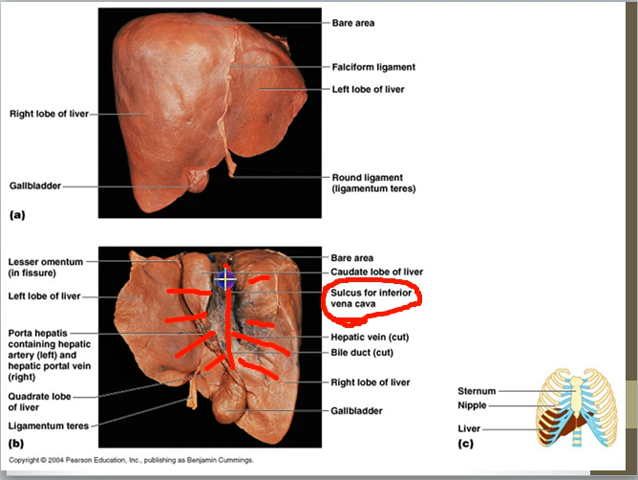 Bare area
Falciform ligament
Left lobe of liver
Right lobe of liver
Round ligament
(ligamentum teres)
Gallbladder
(a)
Lesser omentum
(in fissure)
Left lobe of liver
Porta hepatis
containing hepatic
artery (left) and
hepatic portal vein
(right)
Quadrate lobe
of liver
Ligamentum teres
(b)
Bare area
Caudate lobe of liver
Sulcus for inferior
vena cava
Hepatic vein (cut)
Bile duct (cut)
Right lobe of liver
Gallbladder
Sternum
Nipple
Liver
(c)
Copyright © 2004 Pearson Education, Inc., publishing as Benjamin Cummings.